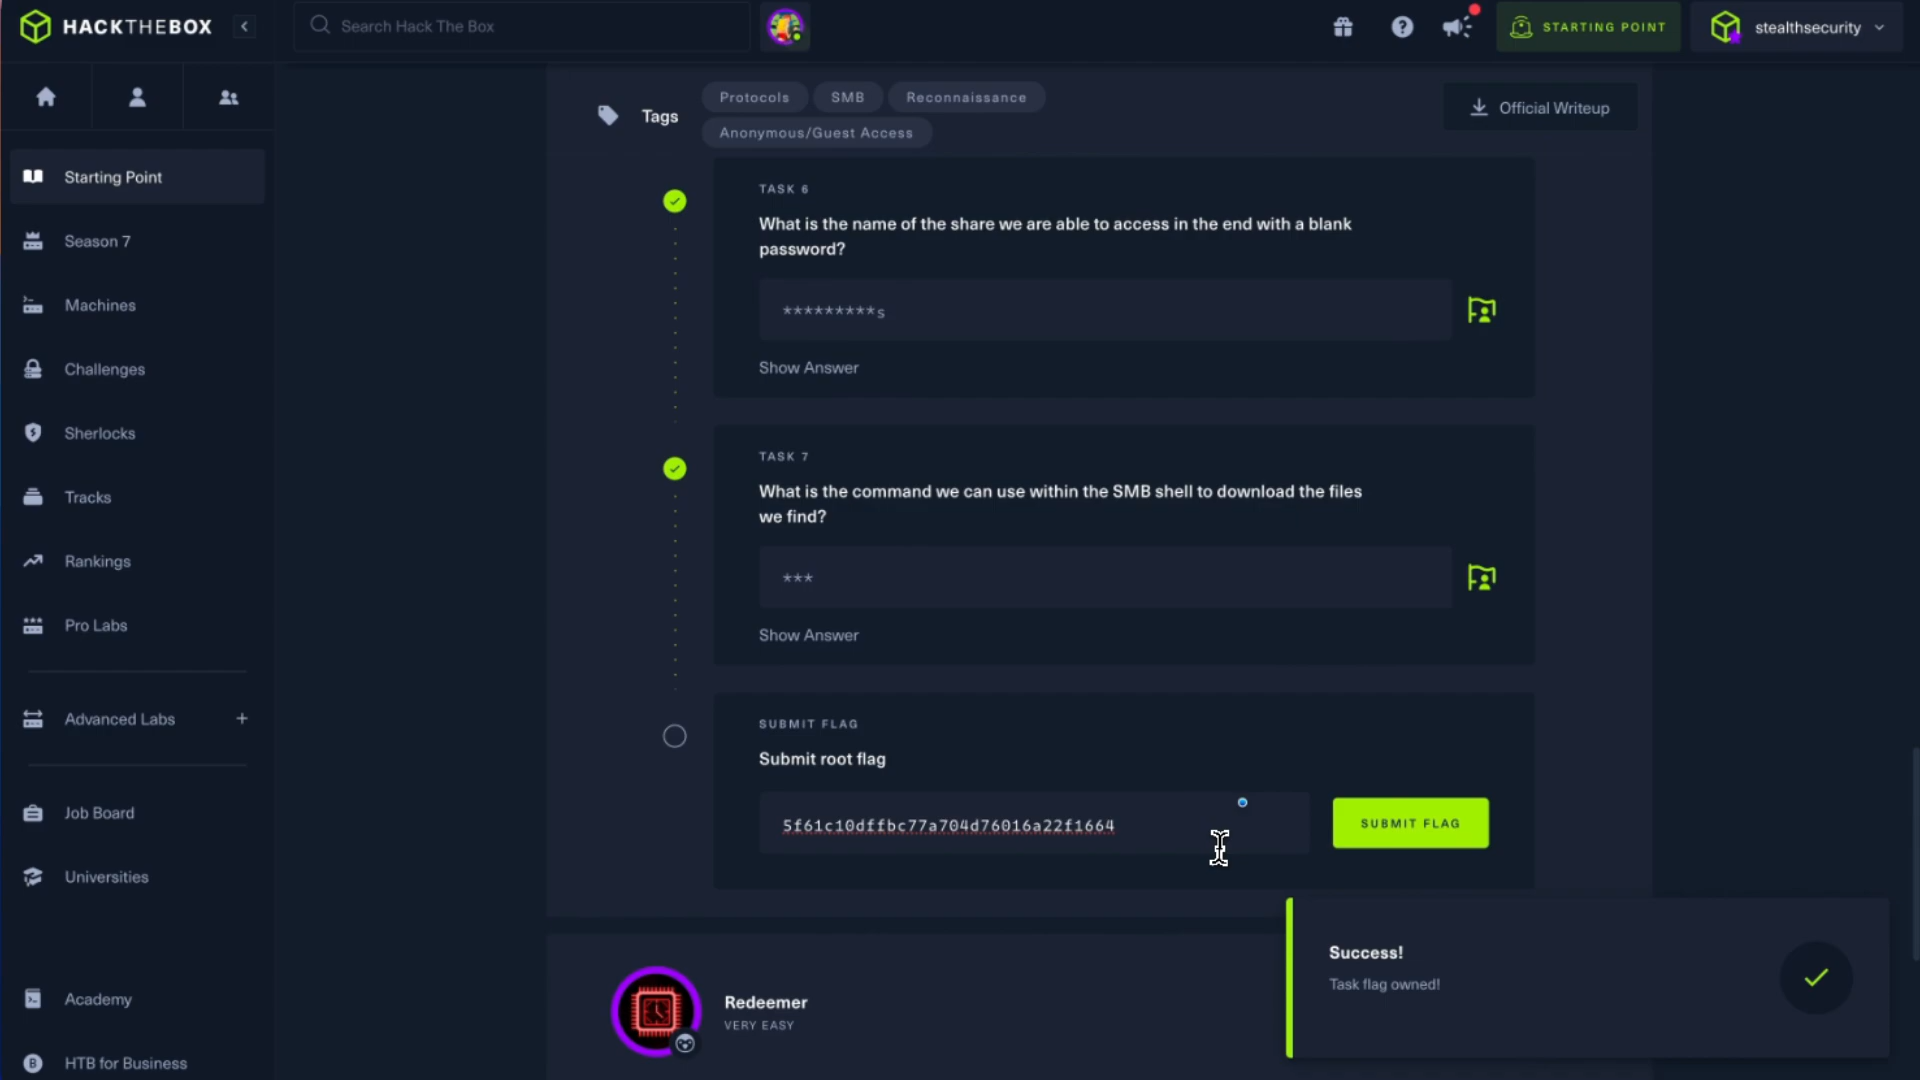 HACKTHEBOX
Search Hack The Box
STARTING POINT
stealthsecurity
Starting Point
Season 7
Machines
Challenges
Sherlocks
Tracks
Rankings
Pro Labs
Advanced Labs
Job Board
Universities
Academy
B
HTB for Business
Tags
Protocols
SMB
Reconnaissance
Anonymous/Guest Access
Official Writeup
TASK 6
What is the name of the share we are able to access in the end with a blank
password?
*********s
Show Answer
TASK 7
What is the command we can use within the SMB shell to download the files
we find?
***
Show Answer
SUBMIT FLAG
Submit root flag
5f61c10dffbc77a704d76016a22f1664
SUBMIT FLAG
Redeemer
VERY EASY
Success!
Task flag owned!